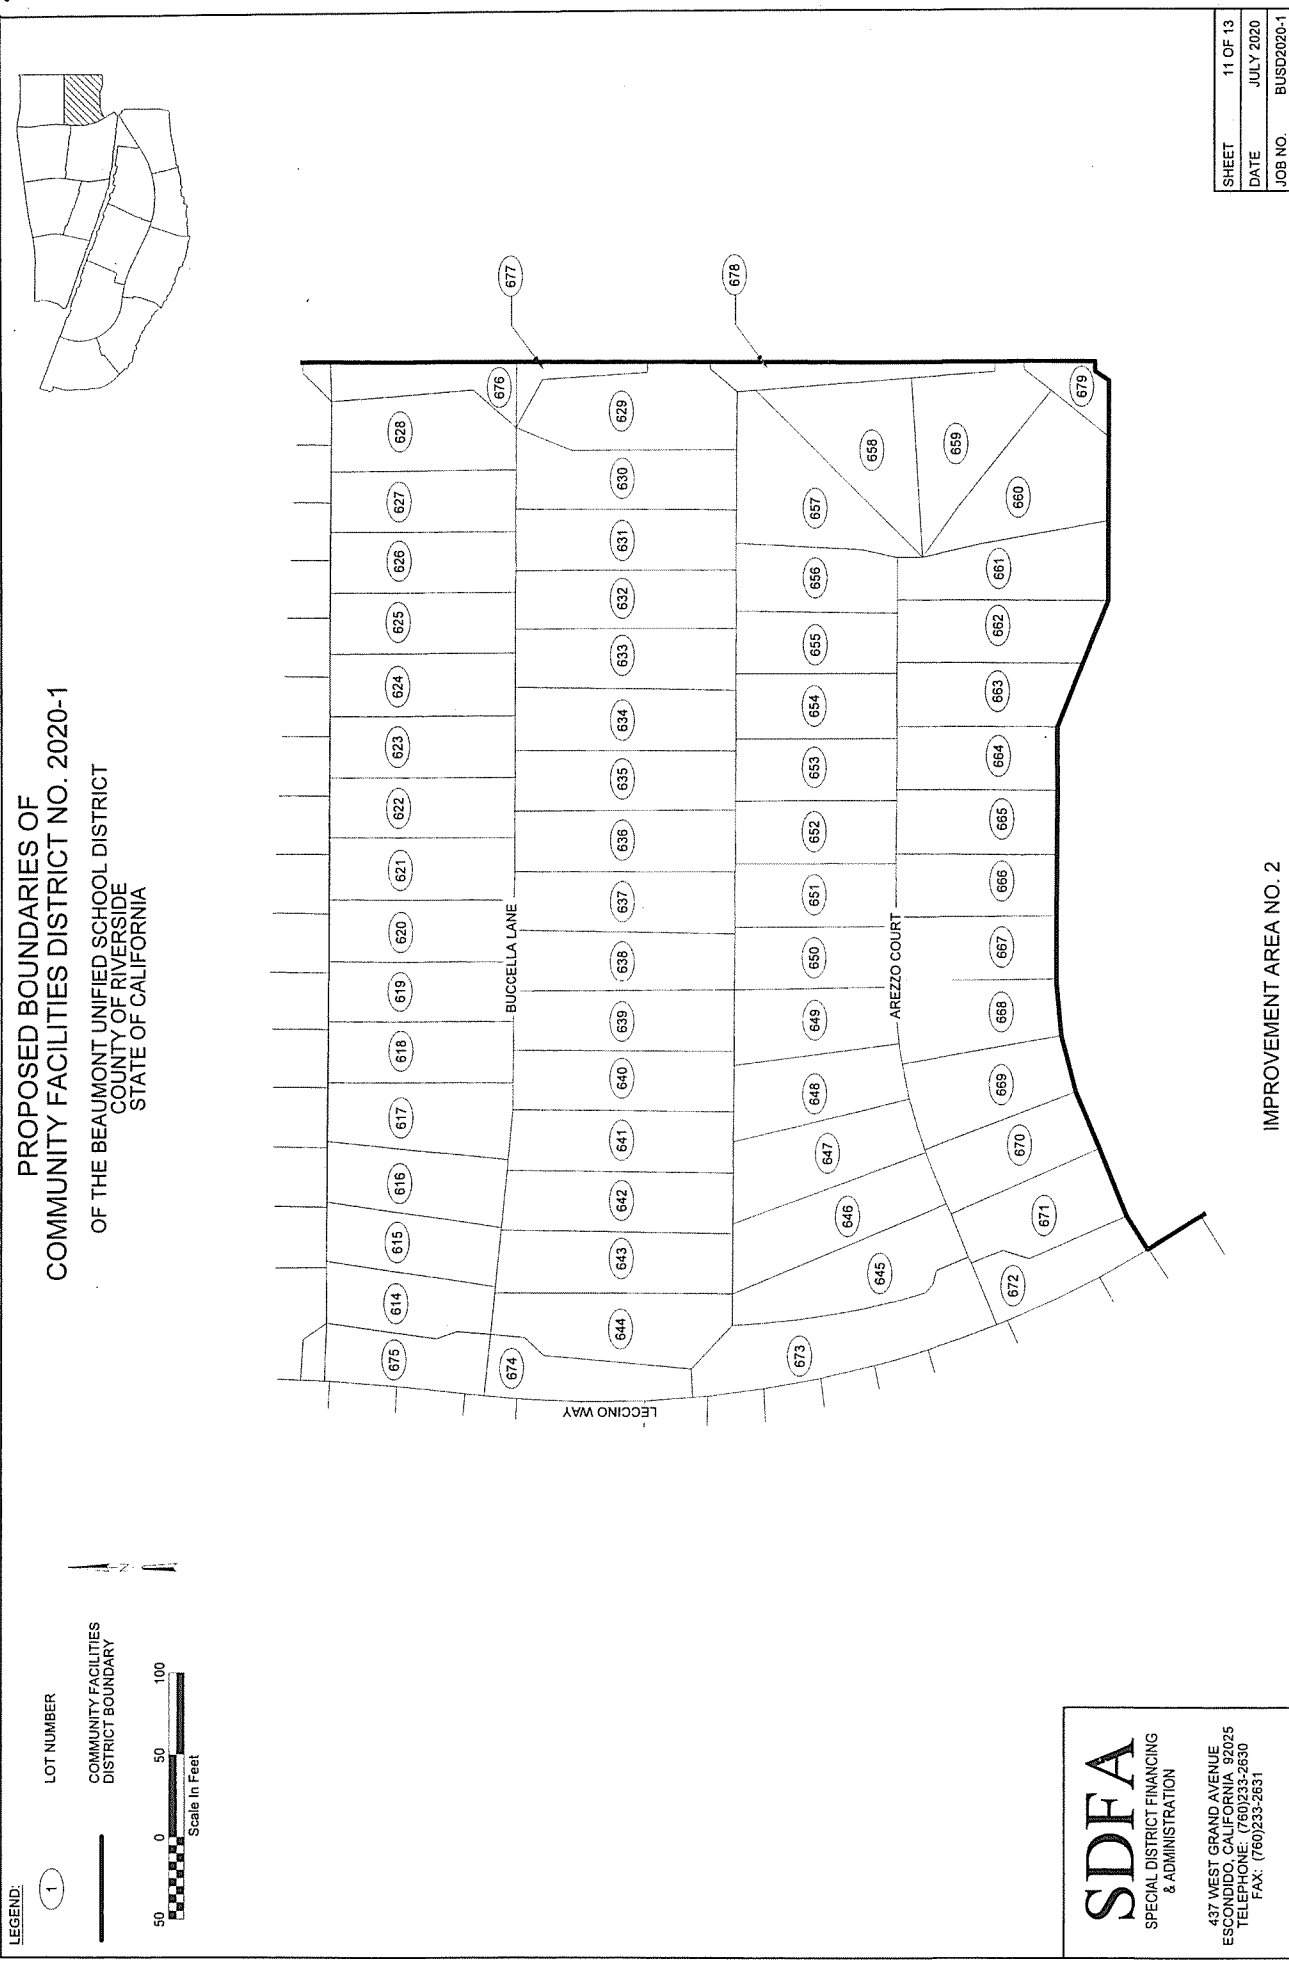 PROPOSED BOUNDARIES OF
COMMUNITY FACILITIES DISTRICT NO. 2020-1
OF THE BEAUMONT UNIFIED SCHOOL DISTRICT
COUNTY OF RIVERSIDE
STATE OF CALIFORNIA
LEGEND:
1
LOT NUMBER
COMMUNITY FACILITIES
DISTRICT BOUNDARY
50 0 50 100
Scale In Feet
N
675 614 615 616 617 618 619 620 621 622 623 624 625 626 627 628 676
677
BUCCELLA LANE
674 644 643 642 641 640 639 638 637 636 635 634 633 632 631 630 629
678
LECCINO WAY
673 645 646 647 648 649 650 651 652 653 654 655 656 657 658
AREZZO COURT
672 671 670 669 668 667 666 665 664 663 662 661 660 659 679
IMPROVEMENT AREA NO. 2
SDFA
SPECIAL DISTRICT FINANCING
& ADMINISTRATION
437 WEST GRAND AVENUE
ESCONDIDO, CALIFORNIA 92025
TELEPHONE: (760)233-2630
FAX: (760)233-2631
SHEET 11 OF 13
DATE JULY 2020
JOB NO. BUSD2020-1